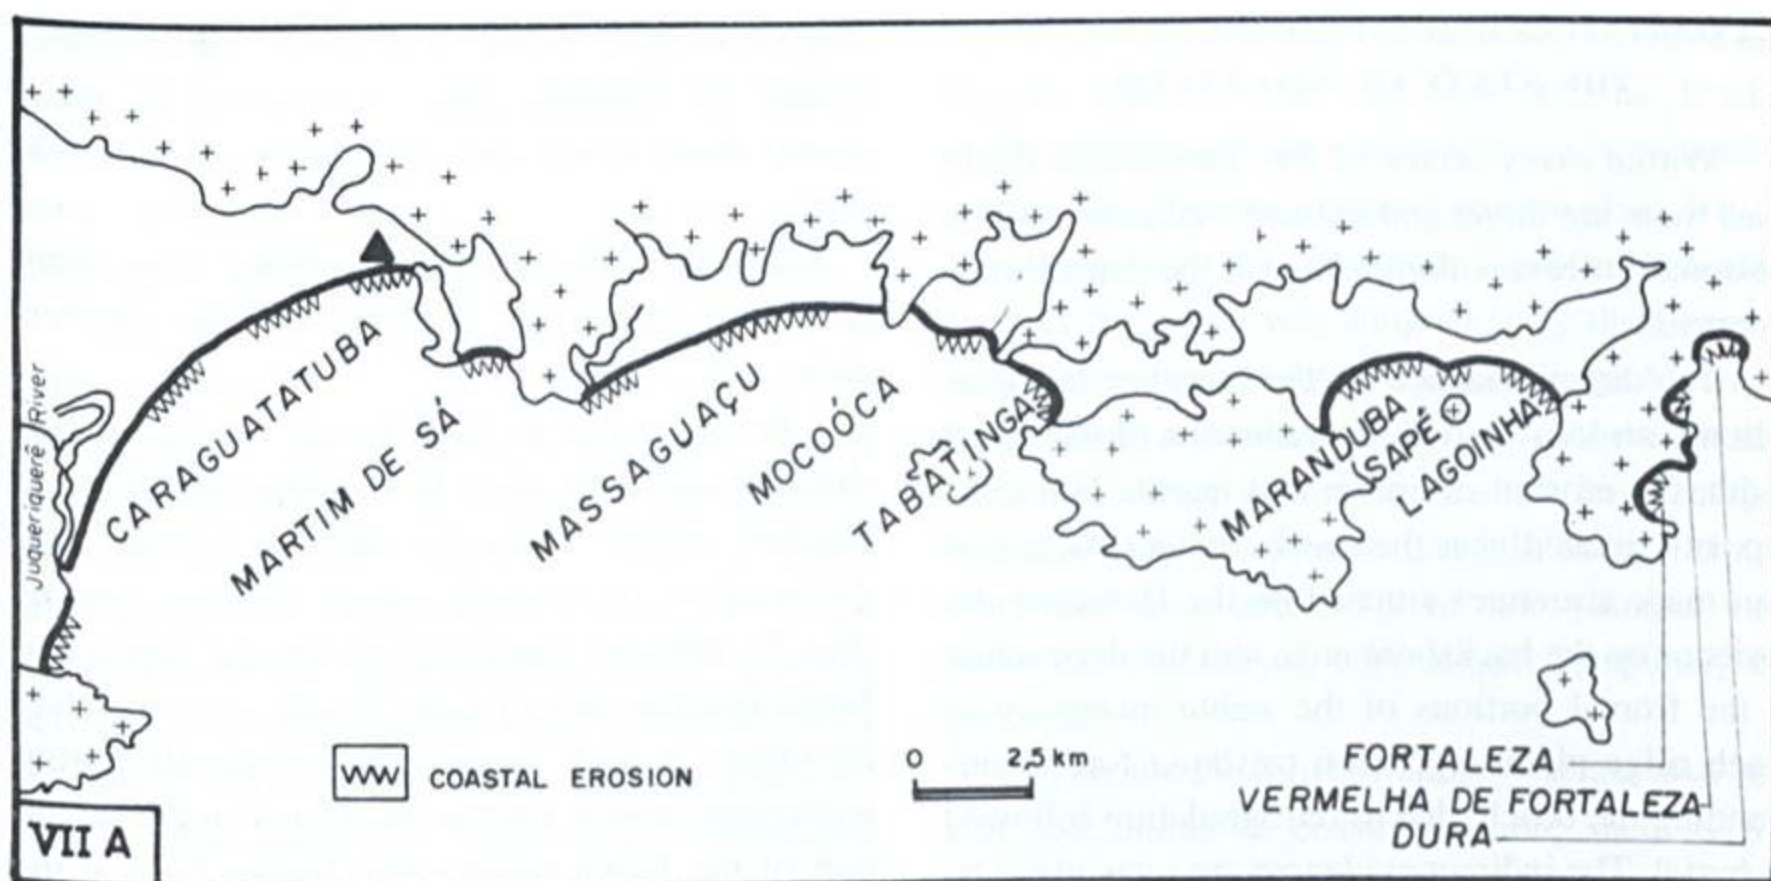 Juqueriquerê River
CARAGUATATUBA
MARTIM DE SÁ
MASSAGUAÇU
MOCOÓCA
TABATINGA
MARANDUBA
SAPÉ
LAGOINHA
COASTAL EROSION
0 2,5 km
FORTALEZA
VERMELHA DE FORTALEZA
DURA
VII A